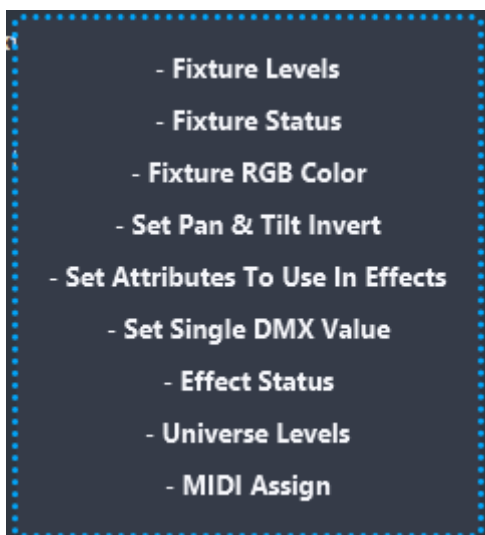 - Fixture Levels
- Fixture Status
- Fixture RGB Color
- Set Pan & Tilt Invert
- Set Attributes To Use In Effects
- Set Single DMX Value
- Effect Status
- Universe Levels
- MIDI Assign